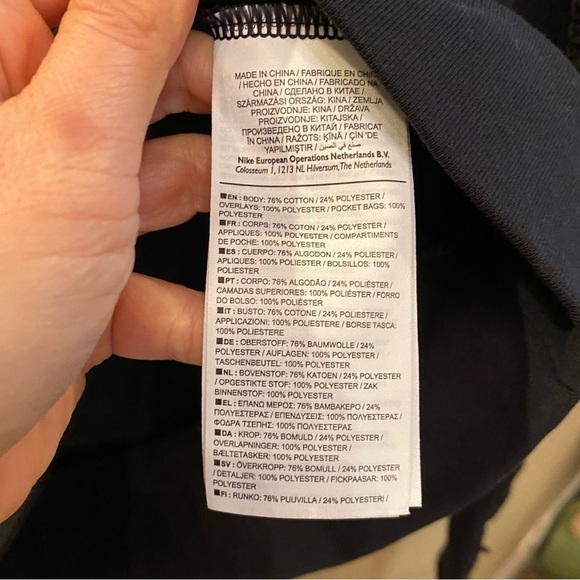 MADE IN CHINA / FABRIQUE EN
/ HECHO EN CHINA / FABRICADO NA
CHINA / СДЕЛАНО В КИТАЕ /
SZÁRMAZÁSI ORSZÁG: KINA / ZEMLJA
PROIZVODNJE: KINA / DRŽAVA
PROIZVODNJE: KITAJSKA /
ПРОИЗВЕДЕНО В КИТАЙ / FABRICAT
ÎN CHINA / RAŽOTS: ĶĪNĀ / ÇİN 'DE
YAPILMIŞTIR / صنع في الصين
Nike European Operations Netherlands B.V.
Colosseum 1, 1213 NL Hilversum, The Netherlands
■EN : BODY: 76% COTTON / 24% POLYESTER /
OVERLAYS: 100% POLYESTER / POCKET BAGS: 100%
POLYESTER
■FR : CORPS: 76% COTON / 24% POLYESTER /
APLIQUES: 100% POLYESTER / COMPARTIMENTS
DE POCHE: 100% POLYESTER
■ES : CUERPO: 76% ALGODON / 24% POLIESTER /
APLIQUES: 100% POLIESTER / BOLSILLOS: 100%
POLIESTER
■PT : CORPO: 76% ALGODÃO / 24% POLIÉSTER /
CAMADAS SUPERIORES: 100% POLIÉSTER / FORRO
DO BOLSO: 100% POLIÉSTER
■IT : BUSTO: 76% COTONE / 24% POLIESTERE /
APPLICAZIONI: 100% POLIESTERE / BORSE TASCA:
100% POLIESTERE
■DE : OBERSTOFF: 76% BAUMWOLLE / 24%
POLYESTER / AUFLAGEN: 100% POLYESTER /
TASCHENBEUTEL: 100% POLYESTER
■NL : BOVENSTOF: 76% KATOEN / 24% POLYESTER
/ OPGESTIKTE STOF: 100% POLYESTER / ZAK
BINNENSTOF: 100% POLYESTER
■EL : ΕΠΑΝΩ ΜΕΡΟΣ: 76% ΒΑΜΒΑΚΕΡΟ / 24%
ΠΟΛΥΕΣΤΕΡΑΣ / ΕΠΕΝΔΥΣΕΙΣ: 100% ΠΟΛΥΕΣΤΕΡΑΣ /
ΦΟΔΡΑ ΤΣΕΠΗΣ: 100% ΠΟΛΥΕΣΤΕΡΑΣ
■DA : KROP: 76% BOMULD / 24% POLYESTER /
OVERLAPNINGER: 100% POLYESTER /
BÆLTETASKER: 100% POLYESTER
■SV : ÖVERKROPP: 76% BOMULL / 24% POLYESTER
/ DETALJER: 100% POLYESTER / FICKPAASAR: 100%
POLYESTER
■FI : RUNKO: 76% PUUVILLA / 24% POLYESTERI /